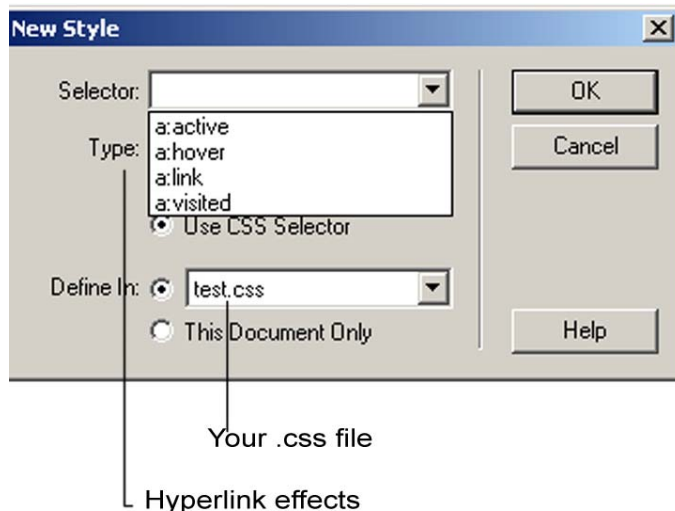 New Style
Selector:
OK
a:active
Type:
a:hover
Cancel
a:link
a:visited
Use CSS Selector
Define In:
test.css
This Document Only
Help
Your .css file
Hyperlink effects